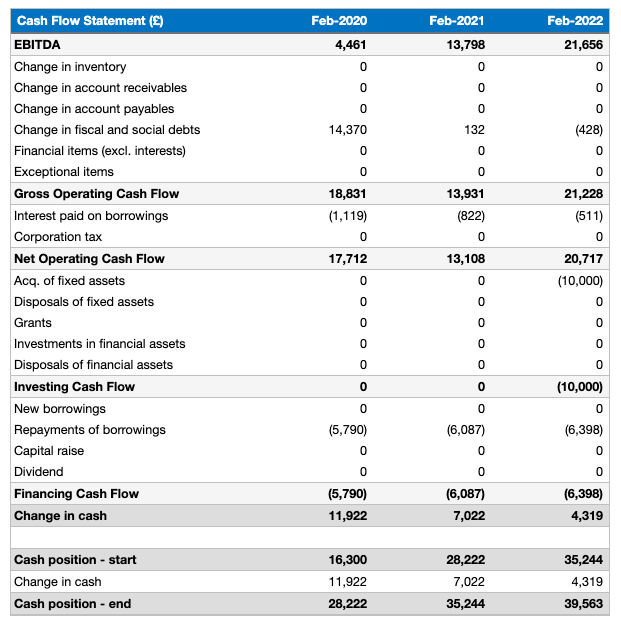 Cash Flow Statement (£) Feb-2020 Feb-2021 Feb-2022
EBITDA 4,461 13,798 21,656
Change in inventory 0 0 0
Change in account receivables 0 0 0
Change in account payables 0 0 0
Change in fiscal and social debts 14,370 132 (428)
Financial items (excl. interests) 0 0 0
Exceptional items 0 0 0
Gross Operating Cash Flow 18,831 13,931 21,228
Interest paid on borrowings (1,119) (822) (511)
Corporation tax 0 0 0
Net Operating Cash Flow 17,712 13,108 20,717
Acq. of fixed assets 0 0 (10,000)
Disposals of fixed assets 0 0 0
Grants 0 0 0
Investments in financial assets 0 0 0
Disposals of financial assets 0 0 0
Investing Cash Flow 0 0 (10,000)
New borrowings 0 0 0
Repayments of borrowings (5,790) (6,087) (6,398)
Capital raise 0 0 0
Dividend 0 0 0
Financing Cash Flow (5,790) (6,087) (6,398)
Change in cash 11,922 7,022 4,319
Cash position - start 16,300 28,222 35,244
Change in cash 11,922 7,022 4,319
Cash position - end 28,222 35,244 39,563